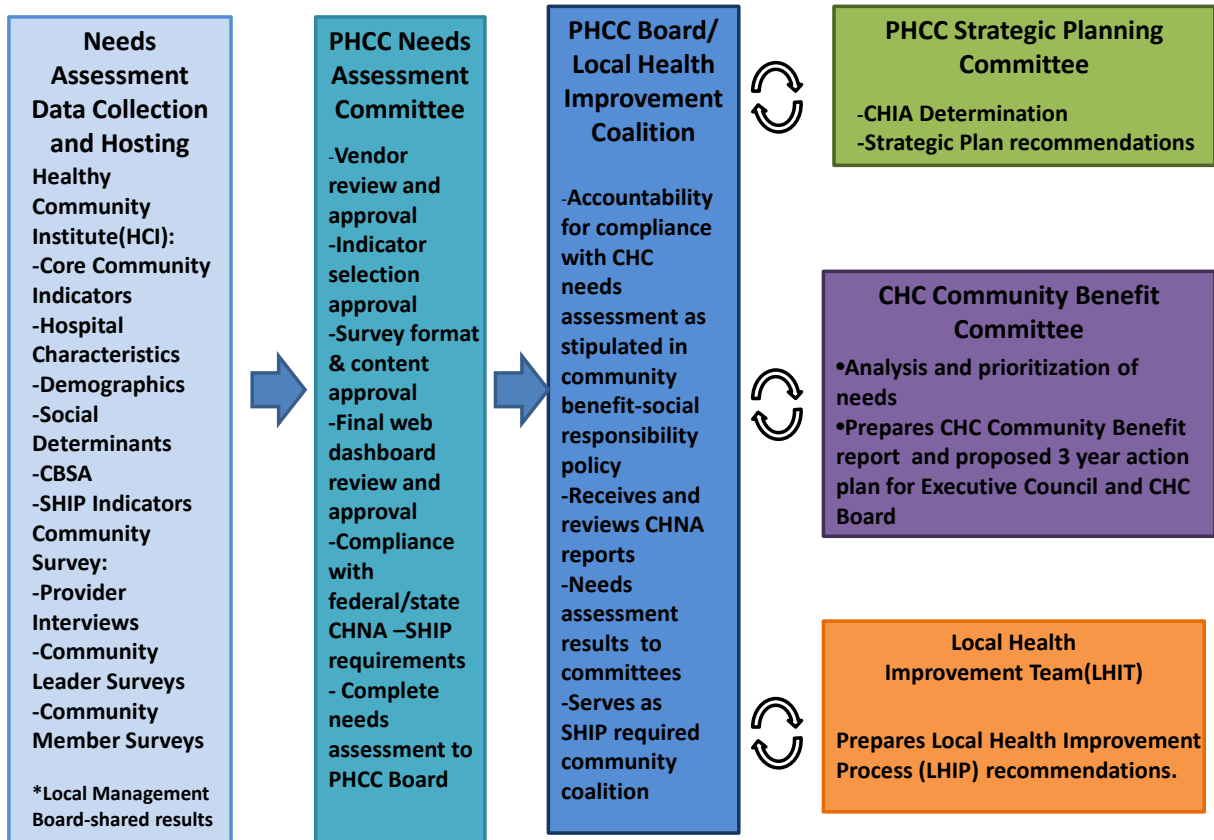 Needs
Assessment
Data Collection
and Hosting
Healthy
Community
Institute(HCI):
-Core Community
Indicators
-Hospital
Characteristics
-Demographics
-Social
Determinants
-CBSA
-SHIP Indicators
Community
Survey:
-Provider
Interviews
-Community
Leader Surveys
-Community
Member Surveys
*Local Management
Board-shared results
PHCC Needs
Assessment
Committee
-Vendor
review and
approval
-Indicator
selection
approval
-Survey format
& content
approval
-Final web
dashboard
review and
approval
-Compliance
with
federal/state
CHNA –SHIP
requirements
- Complete
needs
assessment to
PHCC Board
PHCC Board/
Local Health
Improvement
Coalition
-Accountability
for compliance
with CHC
needs
assessment as
stipulated in
community
benefit-social
responsibility
policy
-Receives and
reviews CHNA
reports
-Needs
assessment
results to
committees
-Serves as
SHIP required
community
coalition
PHCC Strategic Planning
Committee
-CHIA Determination
-Strategic Plan recommendations
CHC Community Benefit
Committee
•Analysis and prioritization of
needs
•Prepares CHC Community Benefit
report and proposed 3 year action
plan for Executive Council and CHC
Board
Local Health
Improvement Team(LHIT)
Prepares Local Health Improvement
Process (LHIP) recommendations.